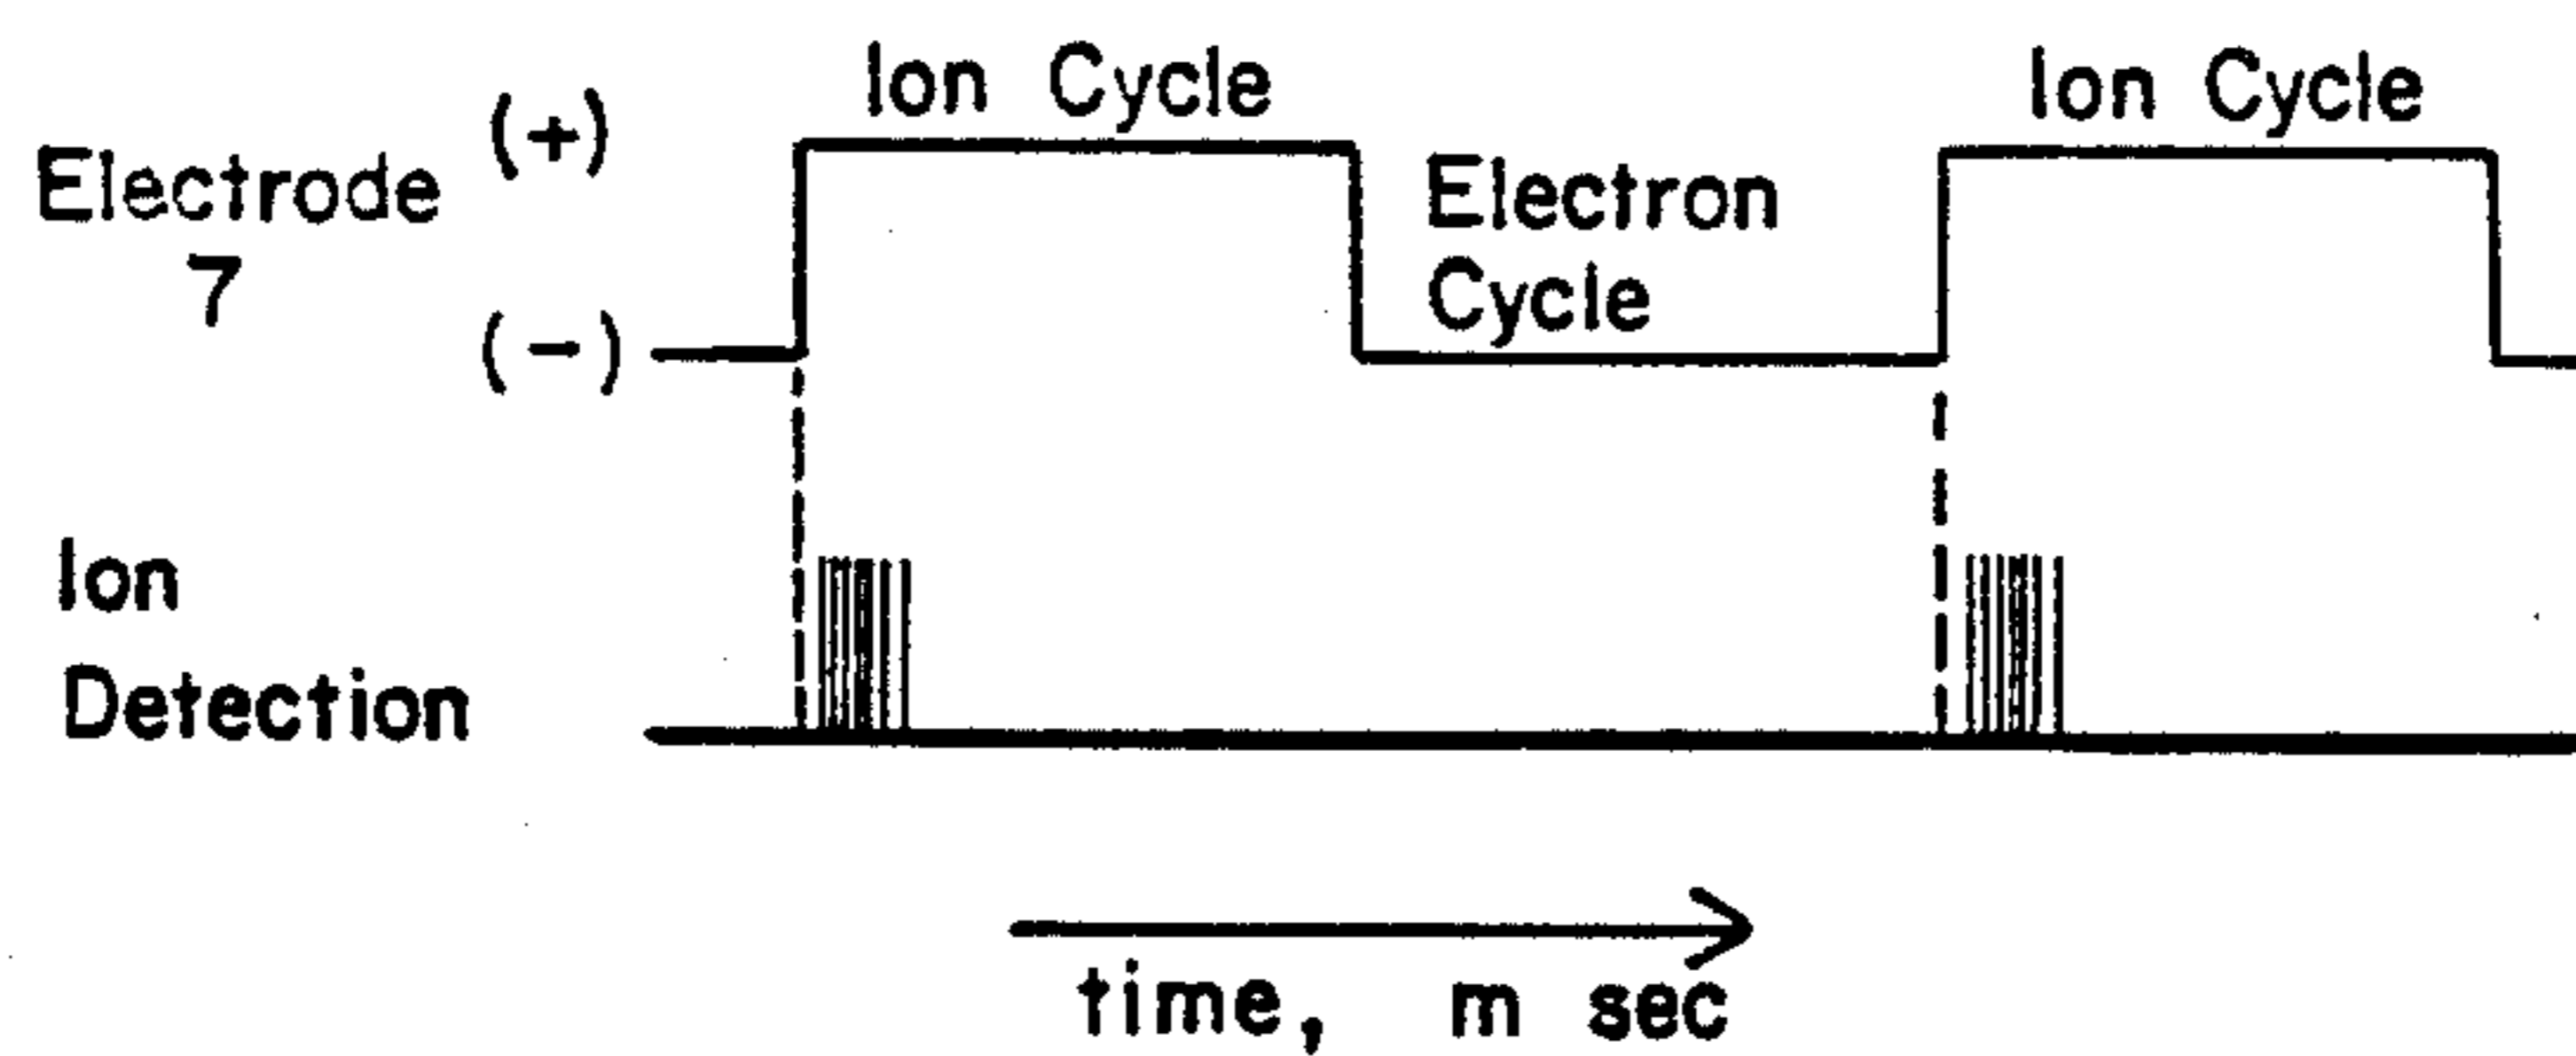 Ion Cycle
Ion Cycle
(+)
Electrode
7
(-)
Electron
Cycle
Ion
Detection
time, m sec